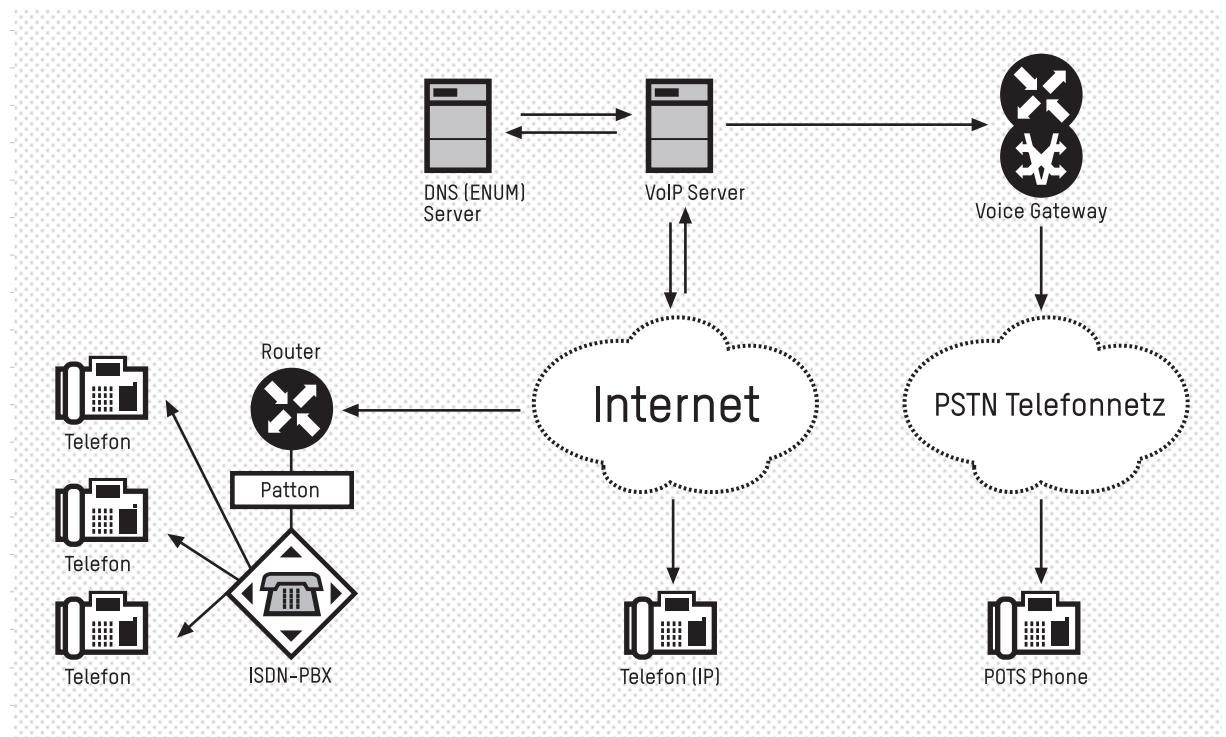 DNS (ENUM)
Server
VoIP Server
Voice Gateway
Router
Internet
PSTN Telefonnetz
Telefon
Patton
Telefon
Telefon
ISDN-PBX
Telefon (IP)
POTS Phone